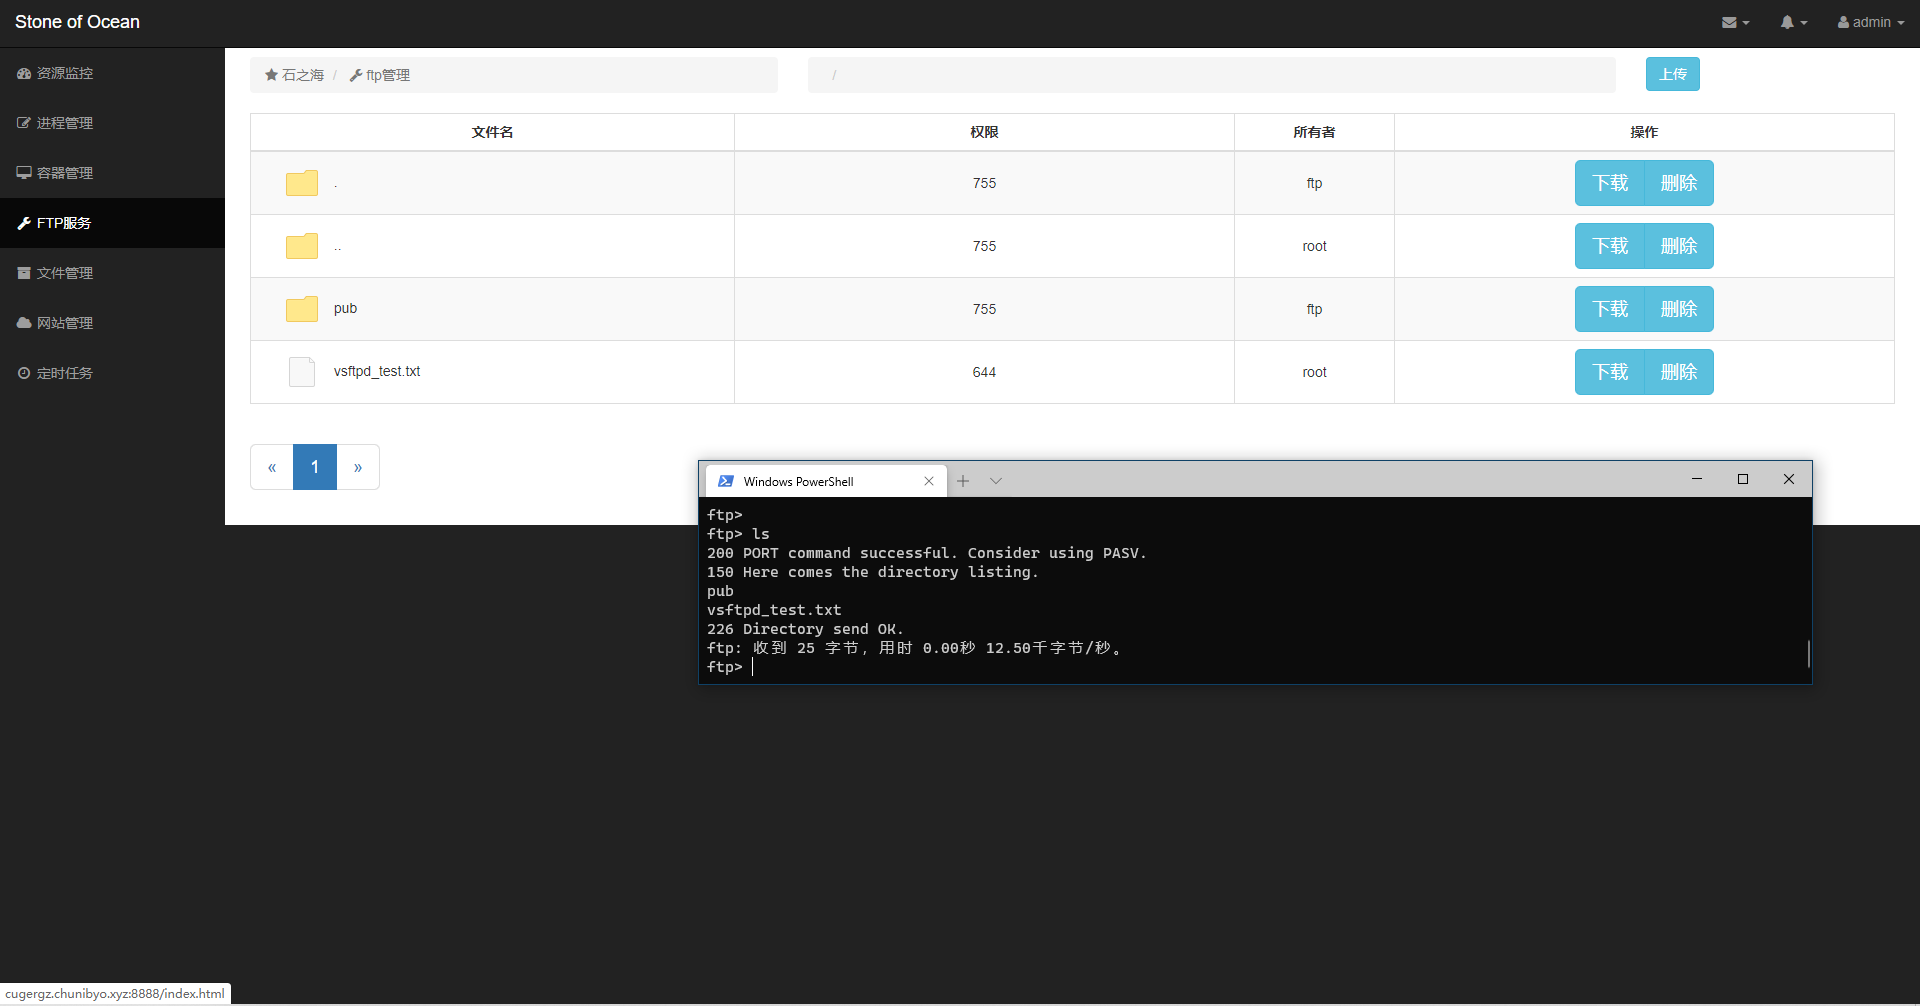 Stone of Ocean
admin
资源监控
进程管理
容器管理
FTP服务
文件管理
网站管理
定时任务
石之海 / ftp管理
/
上传
文件名 权限 所有者 操作
. 755 ftp 下载 删除
.. 755 root 下载 删除
pub 755 ftp 下载 删除
vsftpd_test.txt 644 root 下载 删除
« 1 »
Windows PowerShell
ftp>
ftp> ls
200 PORT command successful. Consider using PASV.
150 Here comes the directory listing.
pub
vsftpd_test.txt
226 Directory send OK.
ftp: 收到 25 字节，用时 0.00秒 12.50千字节/秒。
ftp>
cugergz.chunibyo.xyz:8888/index.html